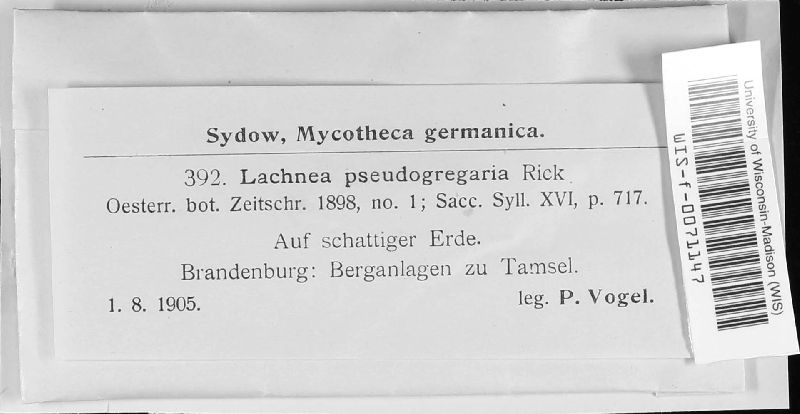 Sydow, Mycotheca germanica.
392. Lachnea pseudogregaria Rick
Oesterr. bot. Zeitschr. 1898, no. 1; Sacc. Syll. XVI, p. 717.
Auf schattiger Erde.
Brandenburg: Berganlagen zu Tamsel.
1. 8. 1905. leg. P. Vogel.
University of Wisconsin-Madison (WIS)
WIS-f-0071147